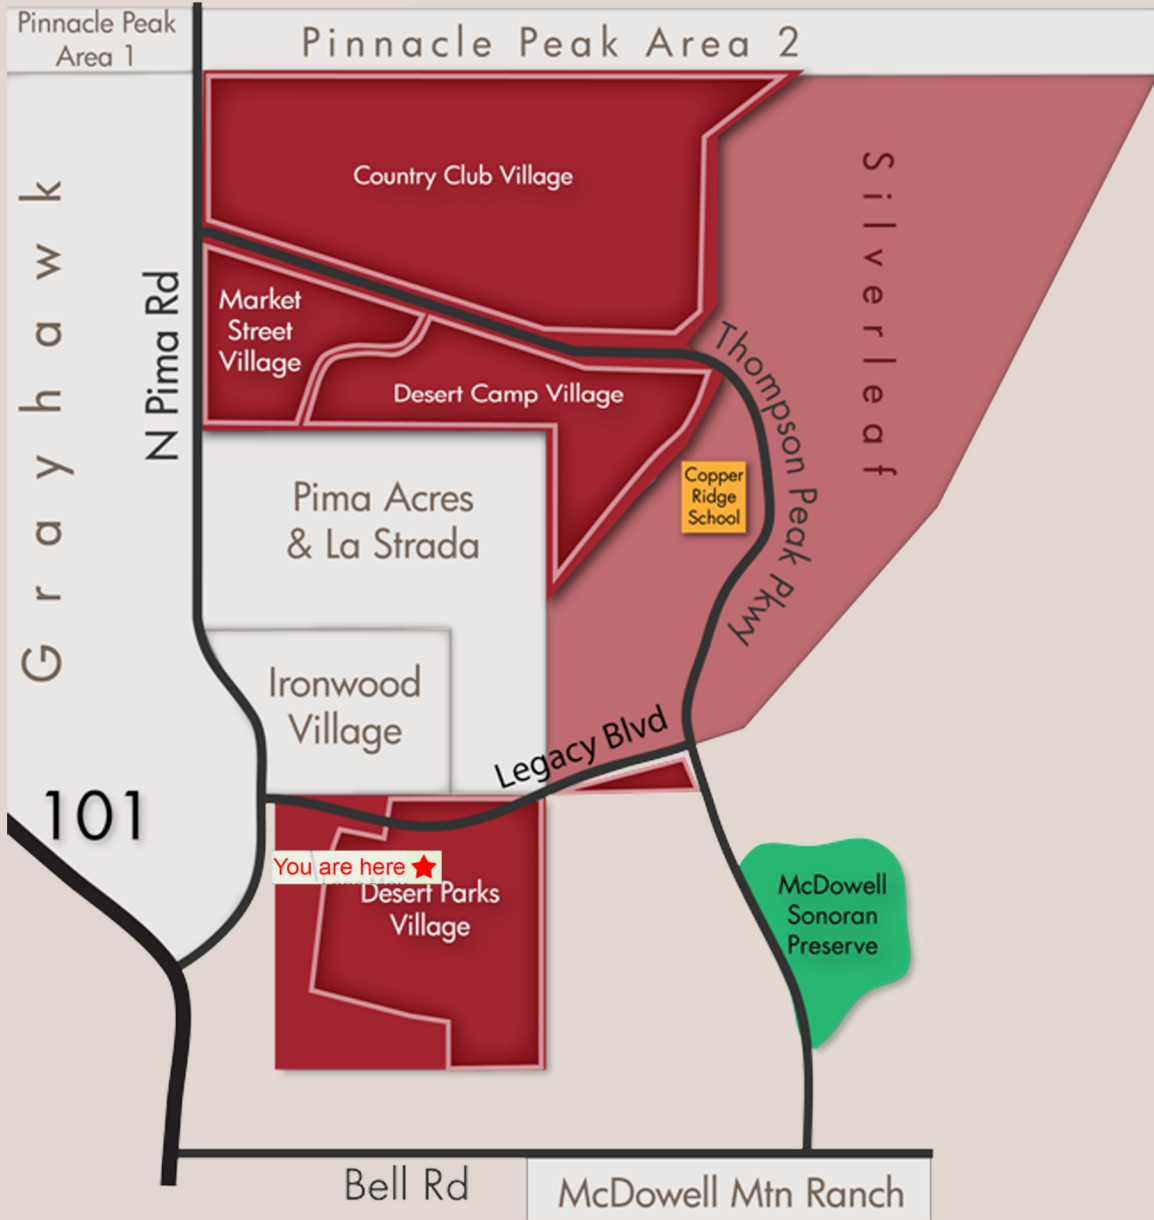 Pinnacle Peak
Area 1
Pinnacle Peak Area 2
Country Club Village
Silverleaf
Grayhawk
N Pima Rd
Market
Street
Village
Thompson Peak Pkwy
Desert Camp Village
Copper
Ridge
School
Pima Acres
& La Strada
Ironwood
Village
Legacy Blvd
101
You are here
Desert Parks
Village
McDowell
Sonoran
Preserve
Bell Rd
McDowell Mtn Ranch